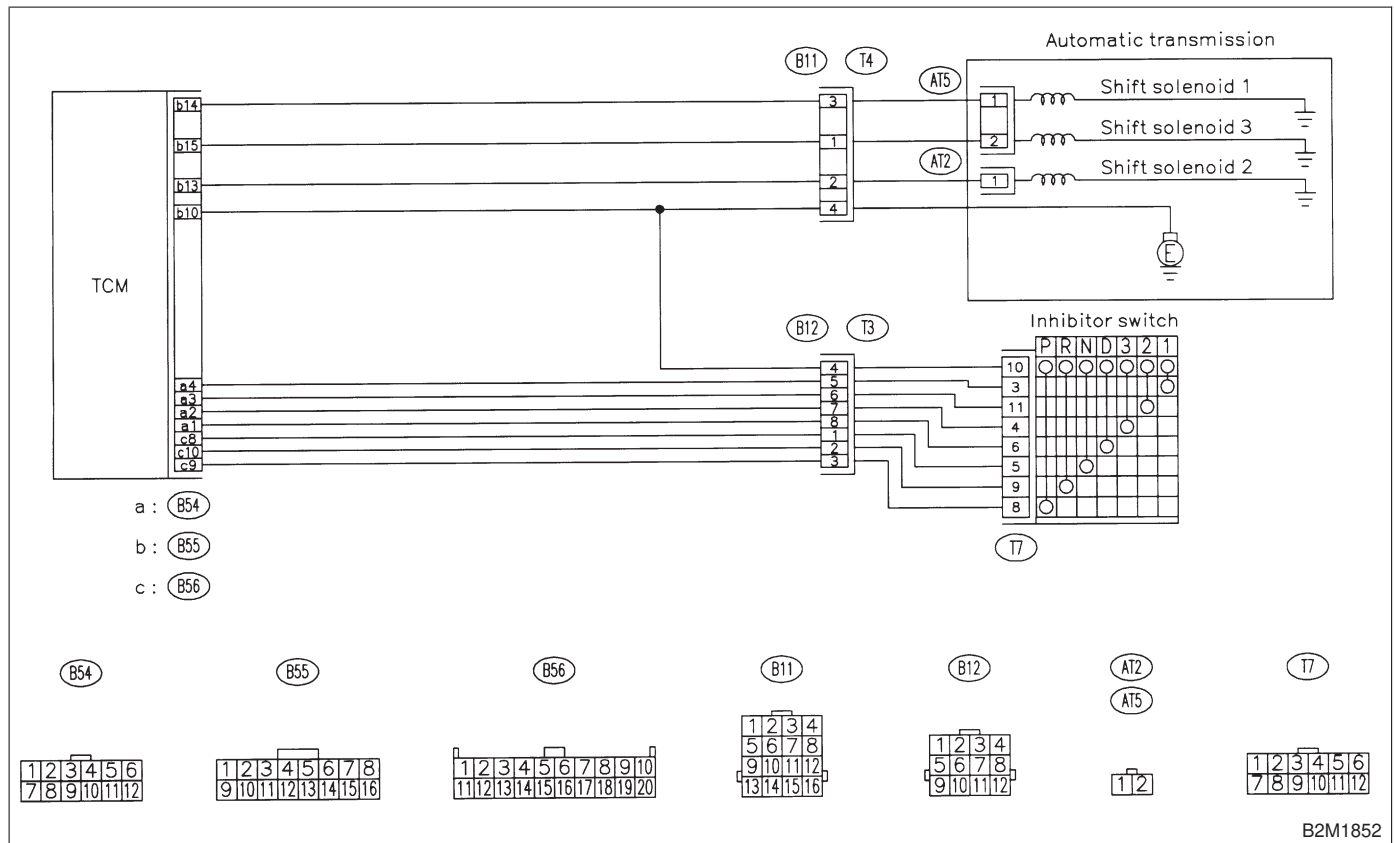 Automatic transmission
B11 T4
AT5
b14 3 1 Shift solenoid 1
b15 1 2 Shift solenoid 3
AT2
b13 2 1 Shift solenoid 2
b10 4
E
TCM
B12 T3
Inhibitor switch
P R N D 3 2 1
4 10
a4 5 3
a3 6 11
a2 7 4
a1 8 6
c8 1 5
c10 2 9
c9 3 8
a : B54
T7
b : B55
c : B56
B54 B55 B56 B11 B12 AT2 T7
AT5
1 2 3 4 5 6
7 8 9 10 11 12
1 2 3 4 5 6 7 8
9 10 11 12 13 14 15 16
1 2 3 4 5 6 7 8 9 10
11 12 13 14 15 16 17 18 19 20
1 2 3 4
5 6 7 8
9 10 11 12
13 14 15 16
1 2 3 4
5 6 7 8
9 10 11 12
1 2
1 2 3 4 5 6
7 8 9 10 11 12
B2M1852